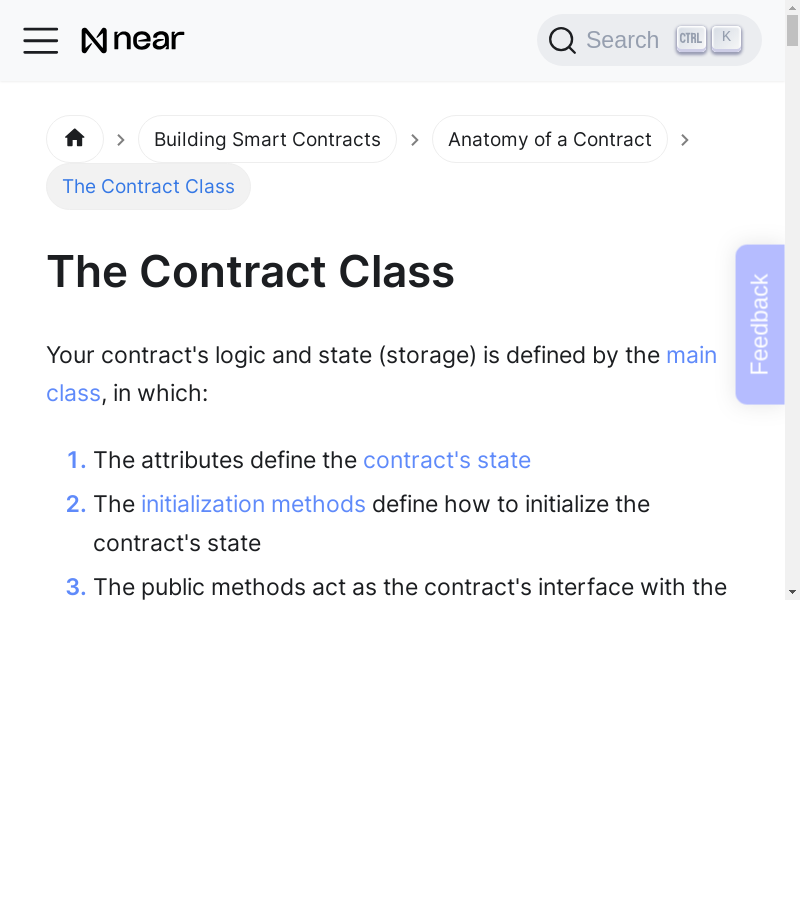 near
Search CTRL K
Building Smart Contracts
Anatomy of a Contract
The Contract Class
The Contract Class
Feedback
Your contract's logic and state (storage) is defined by the main
class, in which:
1. The attributes define the contract's state
2. The initialization methods define how to initialize the
contract's state
3. The public methods act as the contract's interface with the